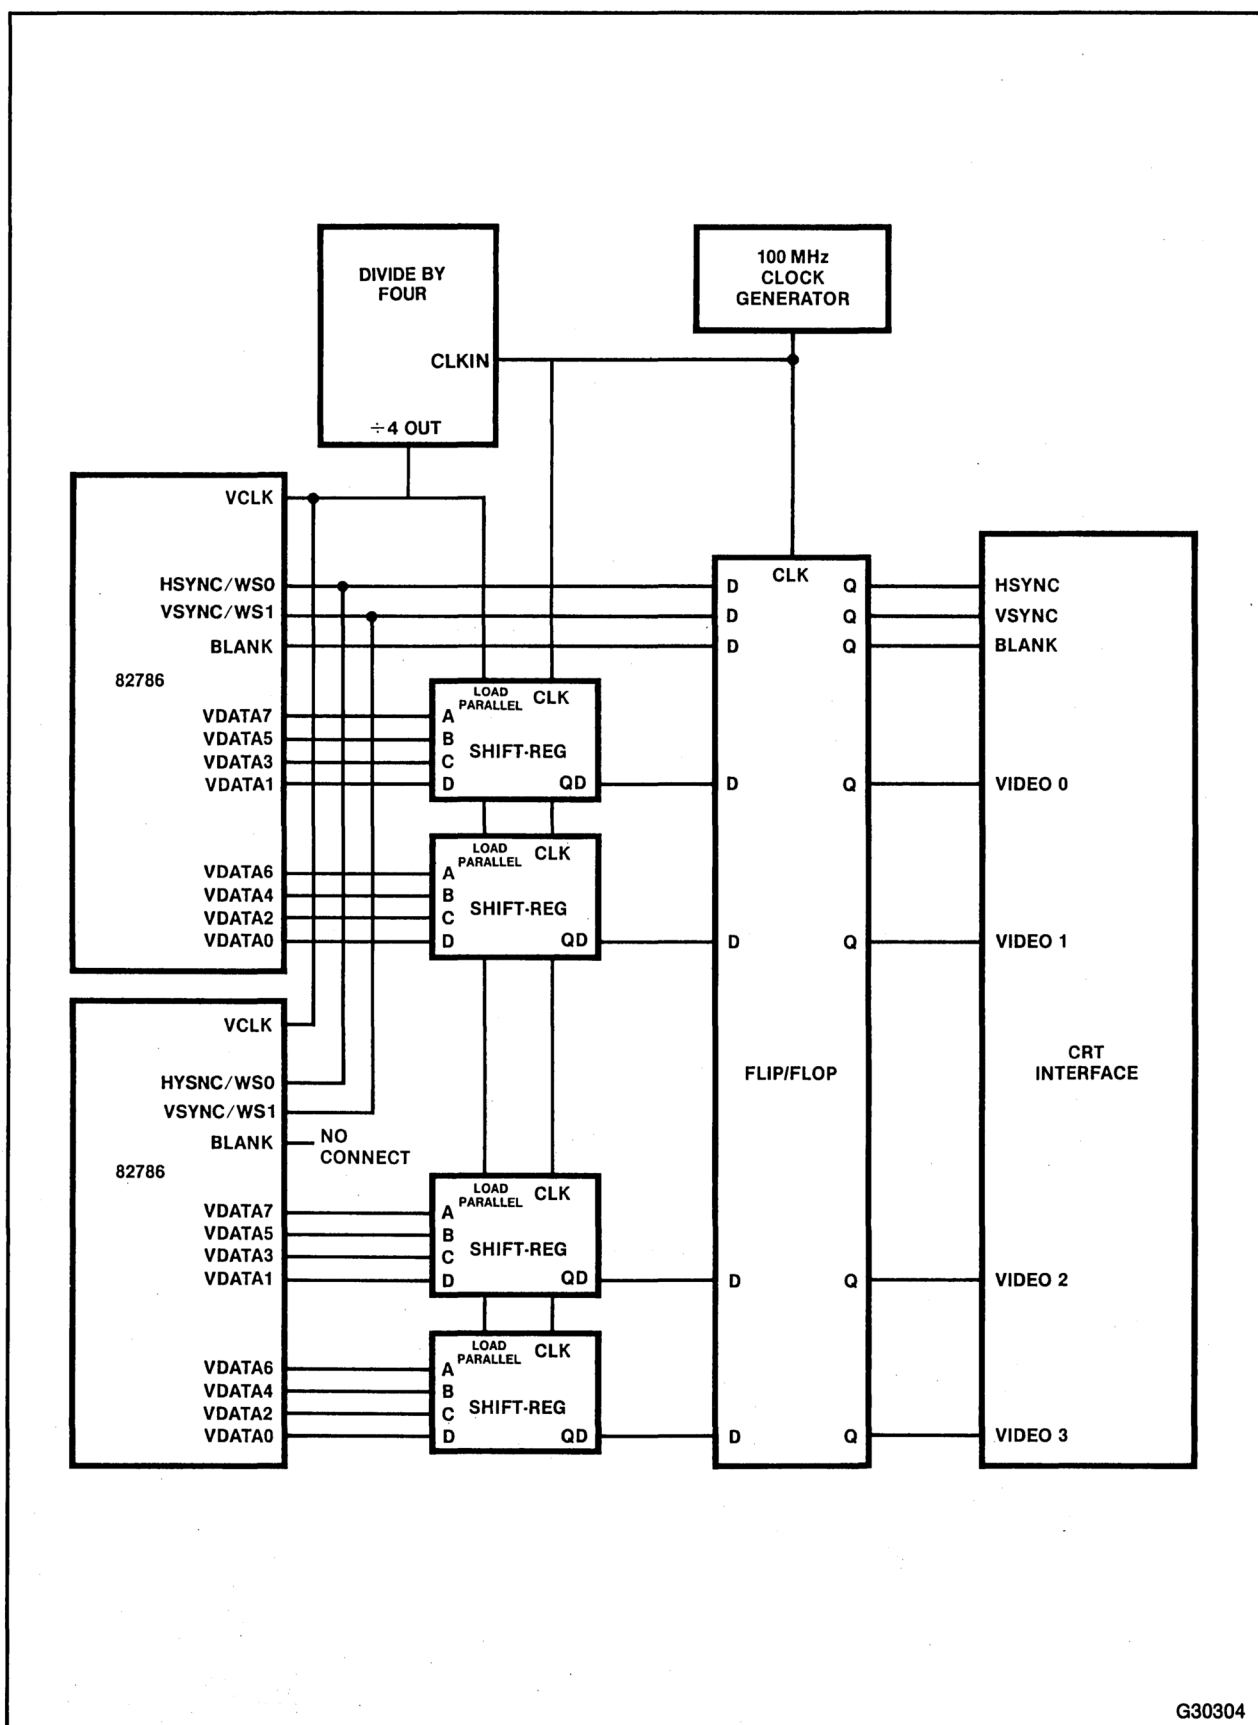 DIVIDE BY
FOUR
CLKIN
÷4 OUT
100 MHz
CLOCK
GENERATOR
VCLK
HSYNC/WS0
VSYNC/WS1
BLANK
82786
VDATA7
VDATA5
VDATA3
VDATA1
VDATA6
VDATA4
VDATA2
VDATA0
LOAD
PARALLEL
CLK
A
B
C
D
SHIFT-REG
QD
LOAD
PARALLEL
CLK
A
B
C
D
SHIFT-REG
QD
VCLK
HYSNC/WS0
VSYNC/WS1
BLANK
NO
CONNECT
82786
VDATA7
VDATA5
VDATA3
VDATA1
VDATA6
VDATA4
VDATA2
VDATA0
LOAD
PARALLEL
CLK
A
B
C
D
SHIFT-REG
QD
LOAD
PARALLEL
CLK
A
B
C
D
SHIFT-REG
QD
CLK
D Q
D Q
D Q
D Q
D Q
FLIP/FLOP
D Q
D Q
HSYNC
VSYNC
BLANK
VIDEO 0
VIDEO 1
CRT
INTERFACE
VIDEO 2
VIDEO 3
G30304